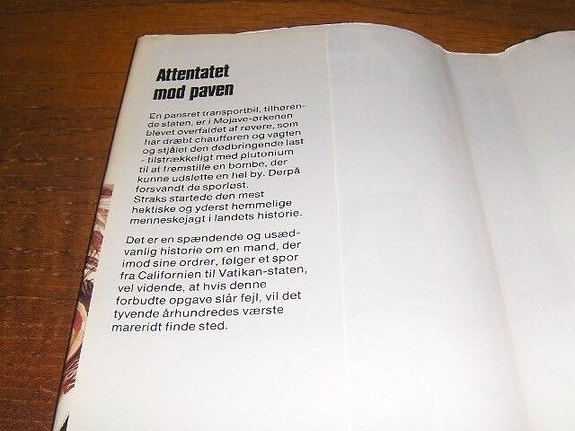 Attentatet
mod paven
En pansret transportbil, tilhøren-
de staten, er i Mojave-ørkenen
blevet overfaldet af røvere, som
har dræbt chaufføren og vagten
og stjålet den dødbringende last
- tilstrækkeligt med plutonium
til at fremstille en bombe, der
kunne udslette en hel by. Derpå
forsvandt de sporløst.
Straks startede den mest
hektiske og yderst hemmelige
menneskejagt i landets historie.
Det er en spændende og usæd-
vanlig historie om en mand, der
imod sine ordrer, følger et spor
fra Californien til Vatikan-staten,
vel vidende, at hvis denne
forbudte opgave slår fejl, vil det
tyvende århundredes værste
mareridt finde sted.